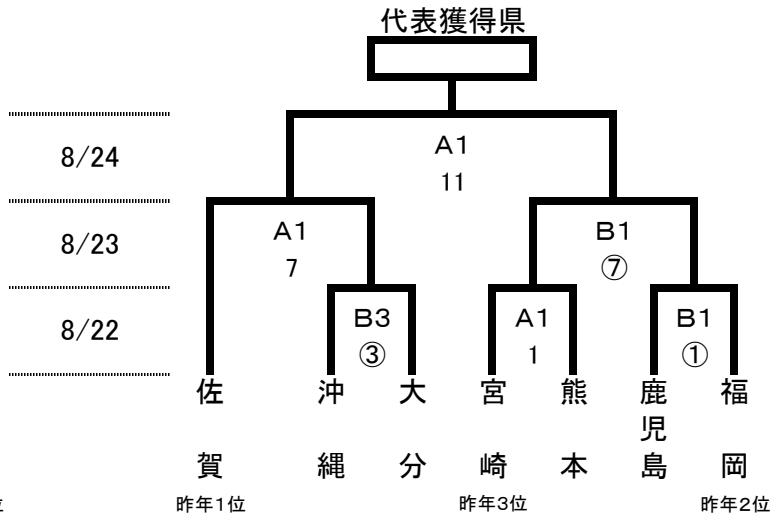 代表獲得県
8/24
A1
11
8/23
A1
7
B1
⑦
8/22
B3
③
A1
1
B1
①
佐賀
沖縄
大分
宮崎
熊本
鹿児島
福岡
位
昨年1位
昨年3位
昨年2位